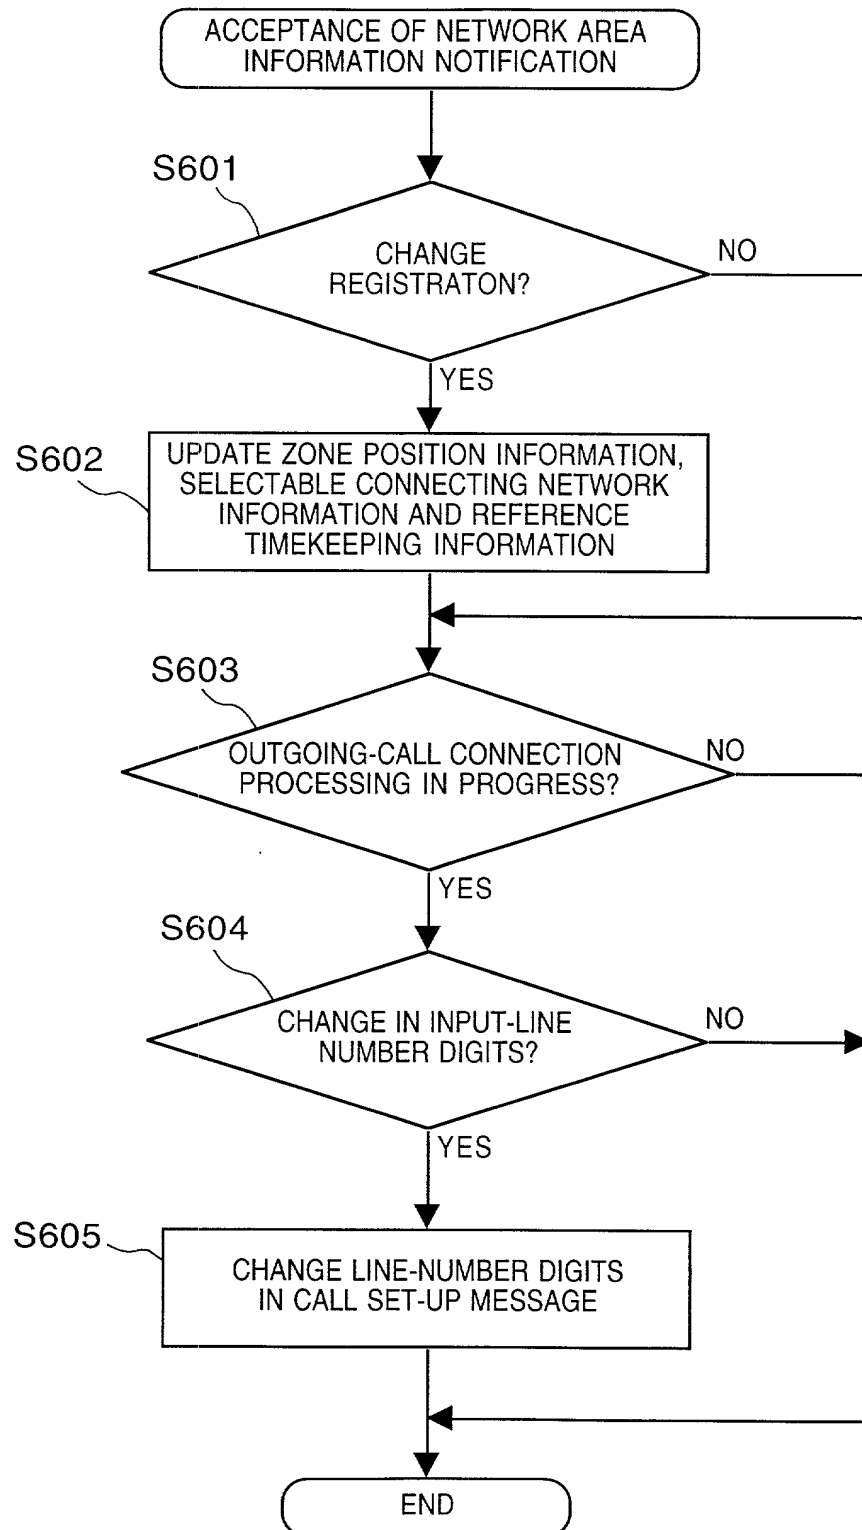 ACCEPTANCE OF NETWORK AREA
INFORMATION NOTIFICATION
S601
CHANGE
REGISTRATON?
NO
YES
S602
UPDATE ZONE POSITION INFORMATION,
SELECTABLE CONNECTING NETWORK
INFORMATION AND REFERENCE
TIMEKEEPING INFORMATION
S603
OUTGOING-CALL CONNECTION
PROCESSING IN PROGRESS?
NO
YES
S604
CHANGE IN INPUT-LINE
NUMBER DIGITS?
NO
YES
S605
CHANGE LINE-NUMBER DIGITS
IN CALL SET-UP MESSAGE
END